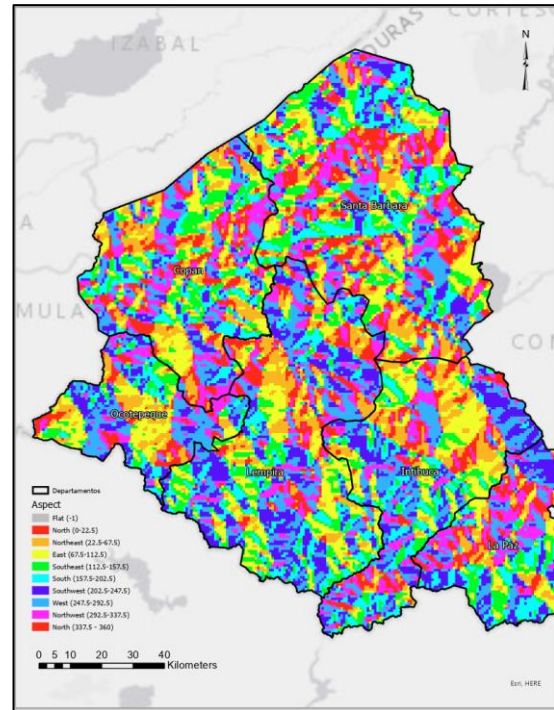 CORTES
IZABAL
DURAS
N
Santa Barbara
Copan
A
MULA
CON
Ocotepeque
Lempira
Intibuca
La Paz
Departamentos
Aspect
Flat (-1)
North (0-22.5)
Northeast (22.5-67.5)
East (67.5-112.5)
Southeast (112.5-157.5)
South (157.5-202.5)
Southwest (202.5-247.5)
West (247.5-292.5)
Northwest (292.5-337.5)
North (337.5 - 360)
0 5 10 20 30 40
Kilometers
Esri, HERE